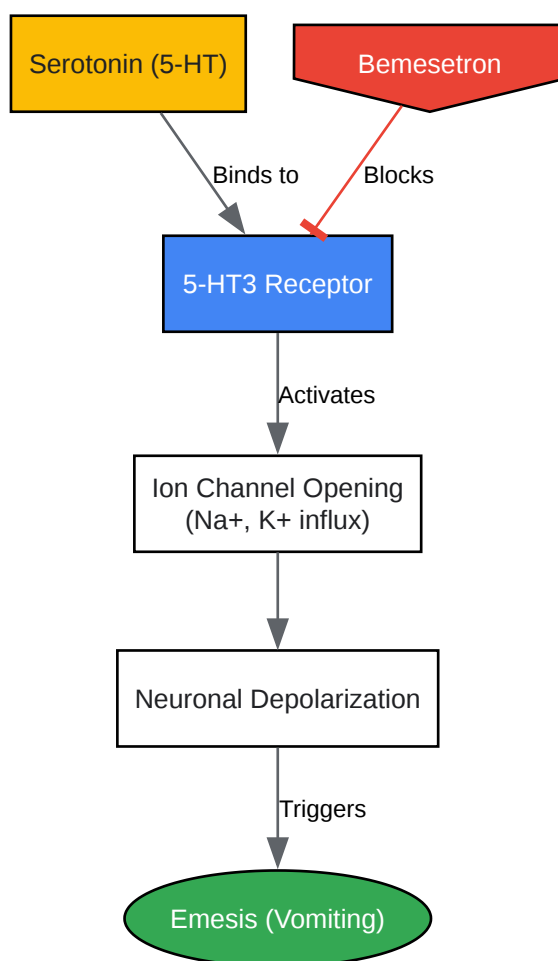 Serotonin (5-HT)
Bemesetron
Binds to
Blocks
5-HT3 Receptor
Activates
Ion Channel Opening
(Na+, K+ influx)
Neuronal Depolarization
Triggers
Emesis (Vomiting)